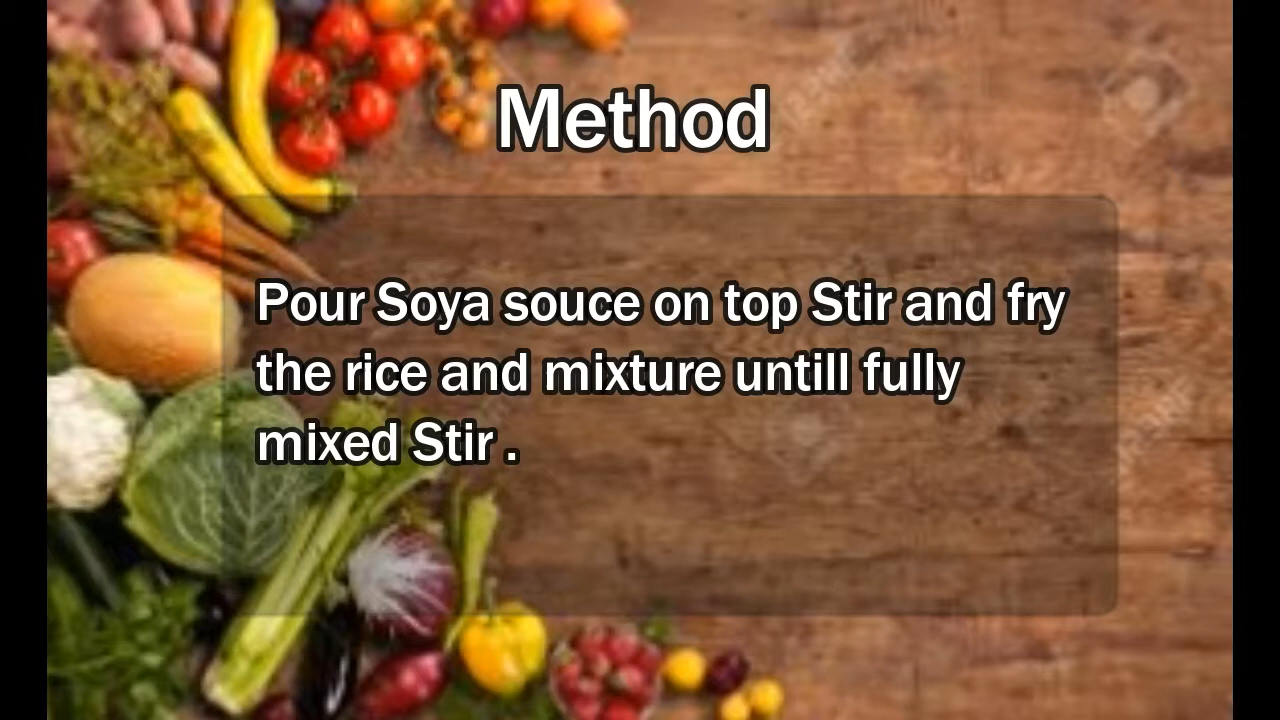 Method
Pour Soya souce on top Stir and fry
the rice and mixture untill fully
mixed Stir .